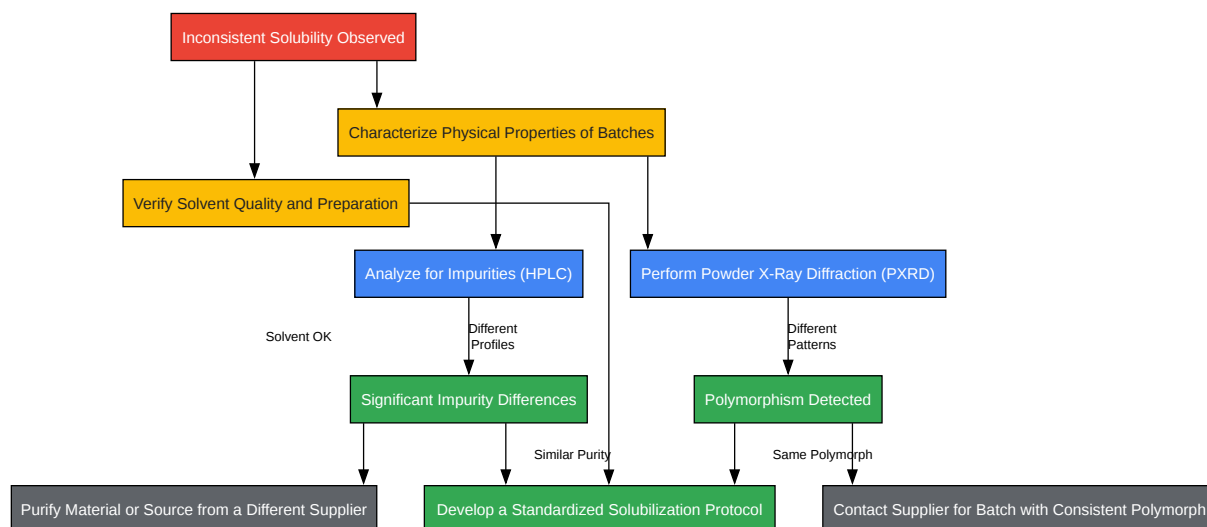 Inconsistent Solubility Observed
Characterize Physical Properties of Batches
Verify Solvent Quality and Preparation
Analyze for Impurities (HPLC)
Perform Powder X-Ray Diffraction (PXRD)
Solvent OK
Different
Profiles
Different
Patterns
Significant Impurity Differences
Polymorphism Detected
Similar Purity
Same Polymorph
Purify Material or Source from a Different Supplier
Develop a Standardized Solubilization Protocol
Contact Supplier for Batch with Consistent Polymorph